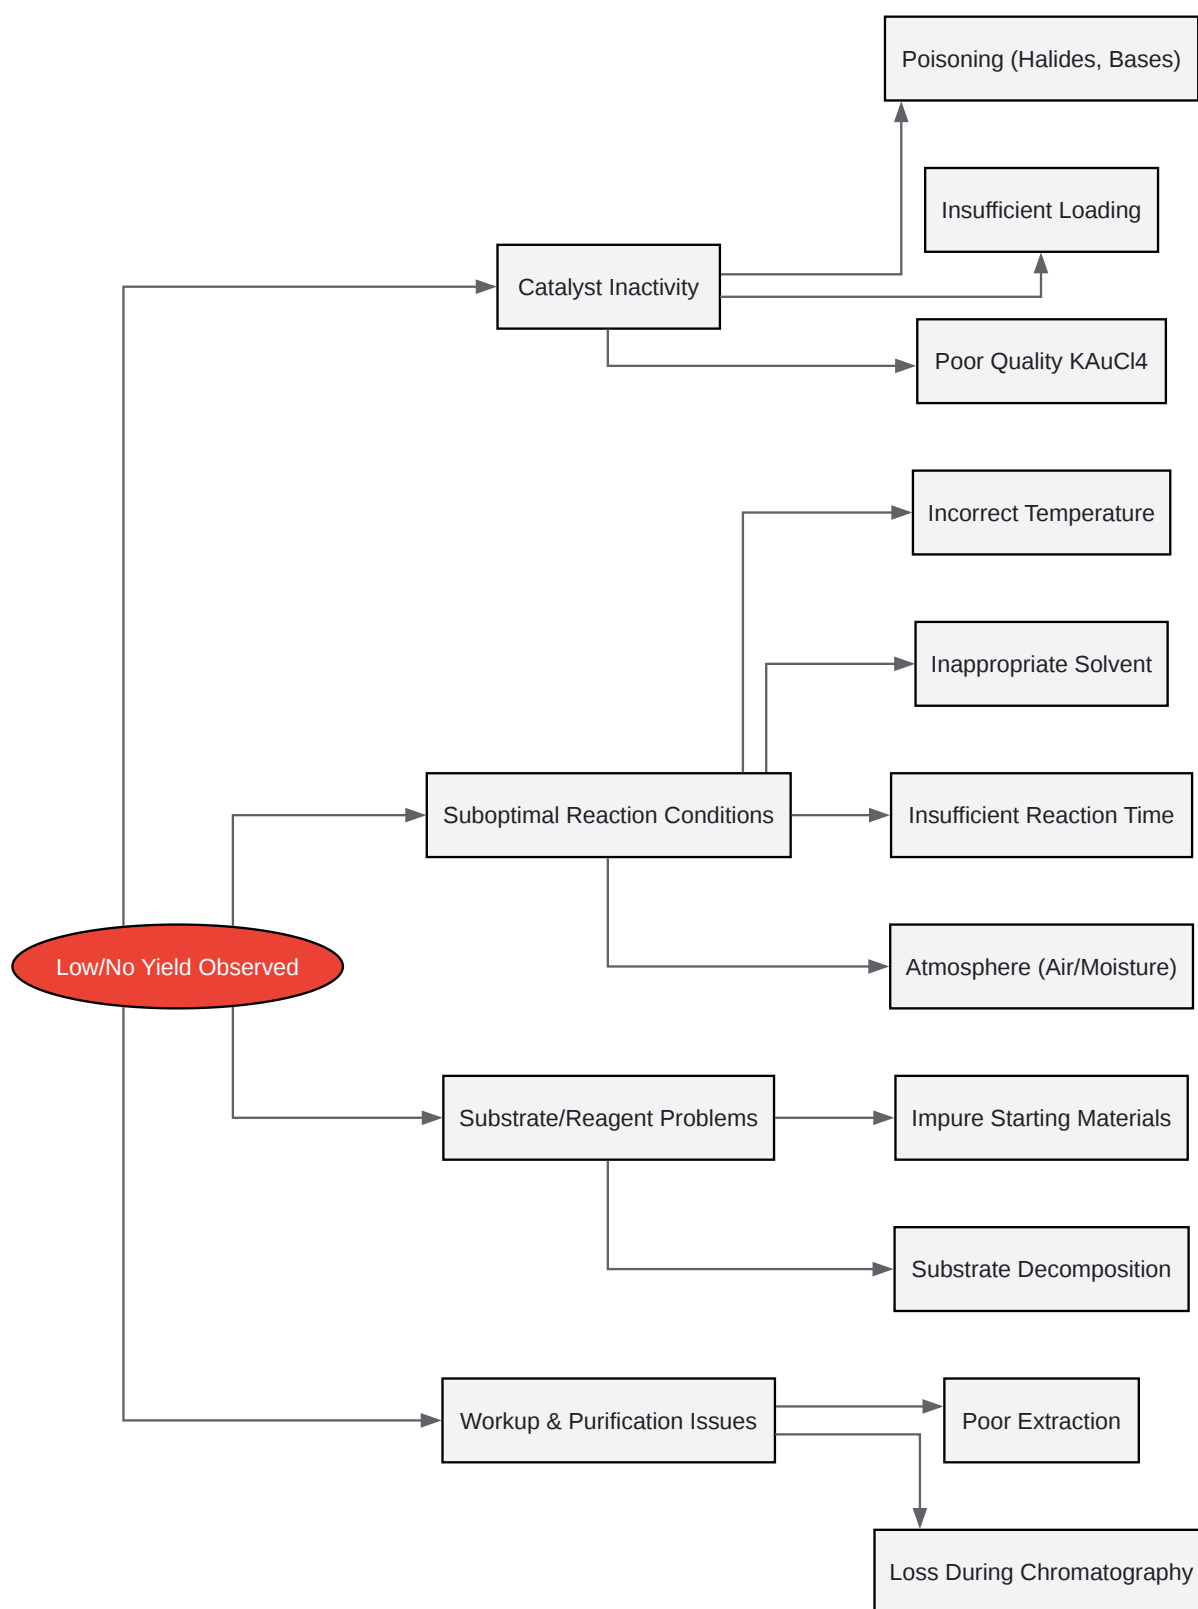 Poisoning (Halides, Bases)
Insufficient Loading
Catalyst Inactivity
Poor Quality KAuCl4
Incorrect Temperature
Inappropriate Solvent
Suboptimal Reaction Conditions
Insufficient Reaction Time
Low/No Yield Observed
Atmosphere (Air/Moisture)
Substrate/Reagent Problems
Impure Starting Materials
Substrate Decomposition
Workup & Purification Issues
Poor Extraction
Loss During Chromatography